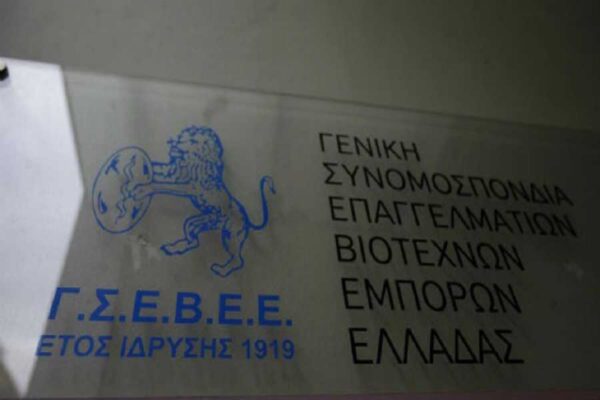 Γ.Σ.Ε.Β.Ε.Ε.
ΕΤΟΣ ΙΔΡΥΣΗΣ 1919
ΓΕΝΙΚΗ
ΣΥΝΟΜΟΣΠΟΝΔΙΑ
ΕΠΑΓΓΕΛΜΑΤΙΩΝ
ΒΙΟΤΕΧΝΩΝ
ΕΜΠΟΡΩΝ
ΕΛΛΑΔΑΣ